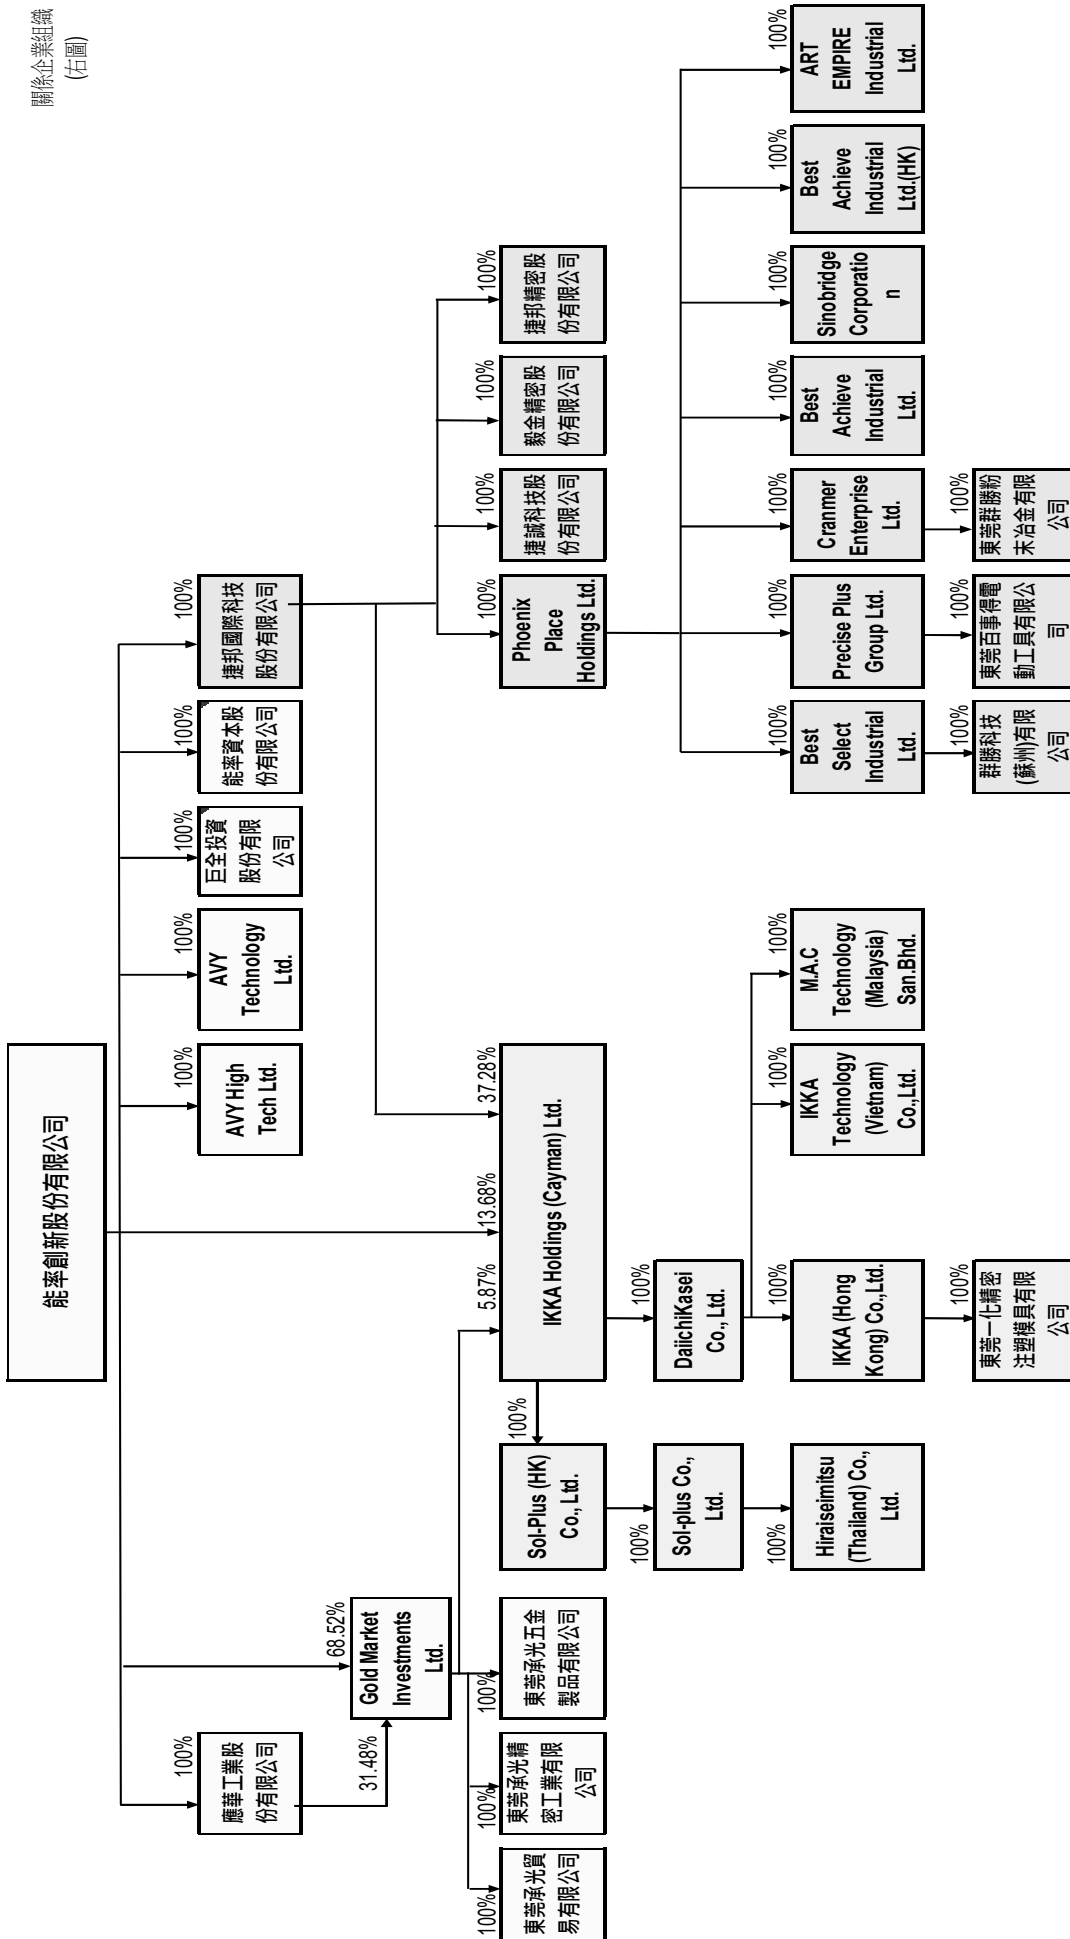 關係企業組織
(右圖)
能率創新股份有限公司
100%
應華工業股
份有限公司
100%
AVY High
Tech Ltd.
100%
AVY
Technology
Ltd.
100%
巨全投資
股份有限
公司
100%
能率資本股
份有限公司
100%
捷邦國際科技
股份有限公司
31.48%
68.52%
Gold Market
Investments
Ltd.
100%
東莞承光貿
易有限公司
100%
東莞承光精
密工業有限
公司
100%
東莞承光五金
製品有限公司
100%
Sol-Plus (HK)
Co., Ltd.
5.87%
13.68%
37.28%
IKKA Holdings (Cayman) Ltd.
100%
Phoenix
Place
Holdings Ltd.
100%
捷誠科技股
份有限公司
100%
毅金精密股
份有限公司
100%
捷邦精密股
份有限公司
100%
Sol-plus Co.,
Ltd.
100%
DaiichiKasei
Co., Ltd.
100%
Hiraiseimitsu
(Thailand) Co.,
Ltd.
100%
IKKA (Hong
Kong) Co.,Ltd.
100%
IKKA
Technology
(Vietnam)
Co.,Ltd.
100%
M.A.C
Technology
(Malaysia)
San.Bhd.
100%
Best
Select
Industrial
Ltd.
100%
Precise Plus
Group Ltd.
100%
Cranmer
Enterprise
Ltd.
100%
Best
Achieve
Industrial
Ltd.
100%
Sinobridge
Corporatio
n
100%
Best
Achieve
Industrial
Ltd.(HK)
100%
ART
EMPIRE
Industrial
Ltd.
100%
東莞一化精密
注塑模具有限
公司
100%
群勝科技
(蘇州)有限
公司
100%
東莞百事得電
動工具有限公
司
100%
東莞群勝粉
末冶金有限
公司